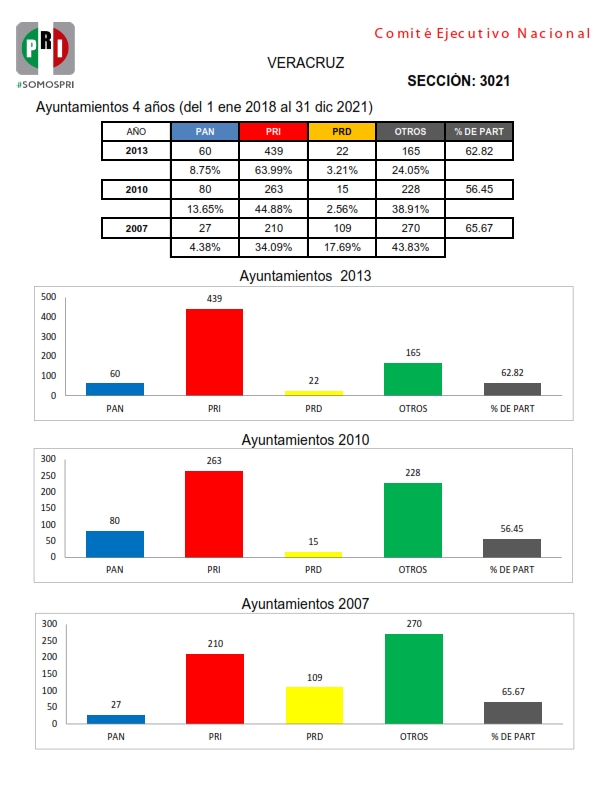 Comité Ejecutivo Nacional
PRI
#SOMOSPRI
VERACRUZ
SECCIÓN: 3021
Ayuntamientos 4 años (del 1 ene 2018 al 31 dic 2021)
AÑO PAN PRI PRD OTROS % DE PART
2013 60 439 22 165 62.82
8.75% 63.99% 3.21% 24.05%
2010 80 263 15 228 56.45
13.65% 44.88% 2.56% 38.91%
2007 27 210 109 270 65.67
4.38% 34.09% 17.69% 43.83%
Ayuntamientos 2013
500
400
300
200
100
0
60 439 22 165 62.82
PAN PRI PRD OTROS % DE PART
Ayuntamientos 2010
300
250
200
150
100
50
0
80 263 15 228 56.45
PAN PRI PRD OTROS % DE PART
Ayuntamientos 2007
300
250
200
150
100
50
0
27 210 109 270 65.67
PAN PRI PRD OTROS % DE PART